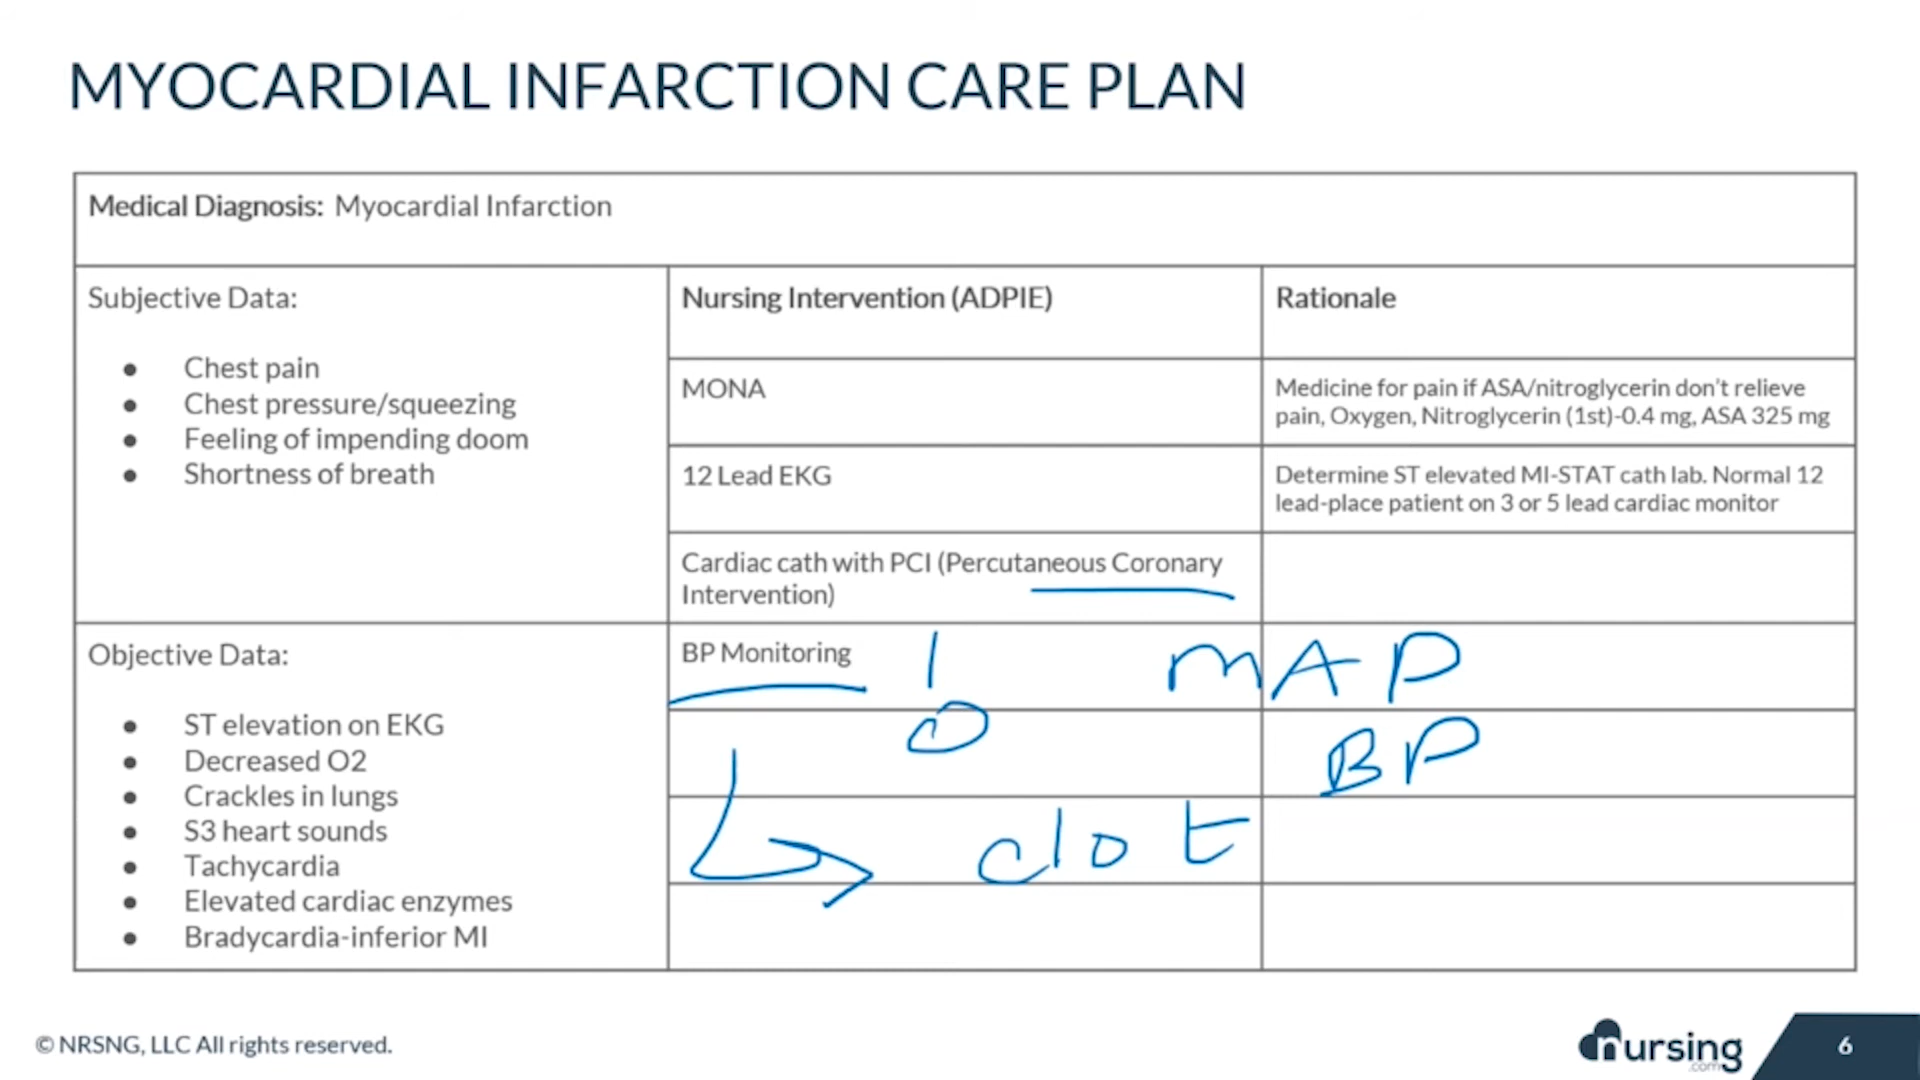 MYOCARDIAL INFARCTION CARE PLAN
Medical Diagnosis: Myocardial Infarction
Subjective Data:
• Chest pain
• Chest pressure/squeezing
• Feeling of impending doom
• Shortness of breath
Nursing Intervention (ADPIE)
Rationale
MONA
Medicine for pain if ASA/nitroglycerin don't relieve
pain, Oxygen, Nitroglycerin (1st)-0.4 mg, ASA 325 mg
12 Lead EKG
Determine ST elevated MI-STAT cath lab. Normal 12
lead-place patient on 3 or 5 lead cardiac monitor
Cardiac cath with PCI (Percutaneous Coronary
Intervention)
Objective Data:
• ST elevation on EKG
• Decreased O2
• Crackles in lungs
• S3 heart sounds
• Tachycardia
• Elevated cardiac enzymes
• Bradycardia-inferior MI
BP Monitoring
MAP
BP
clot
© NRSNG, LLC All rights reserved.
nursing
.com
6